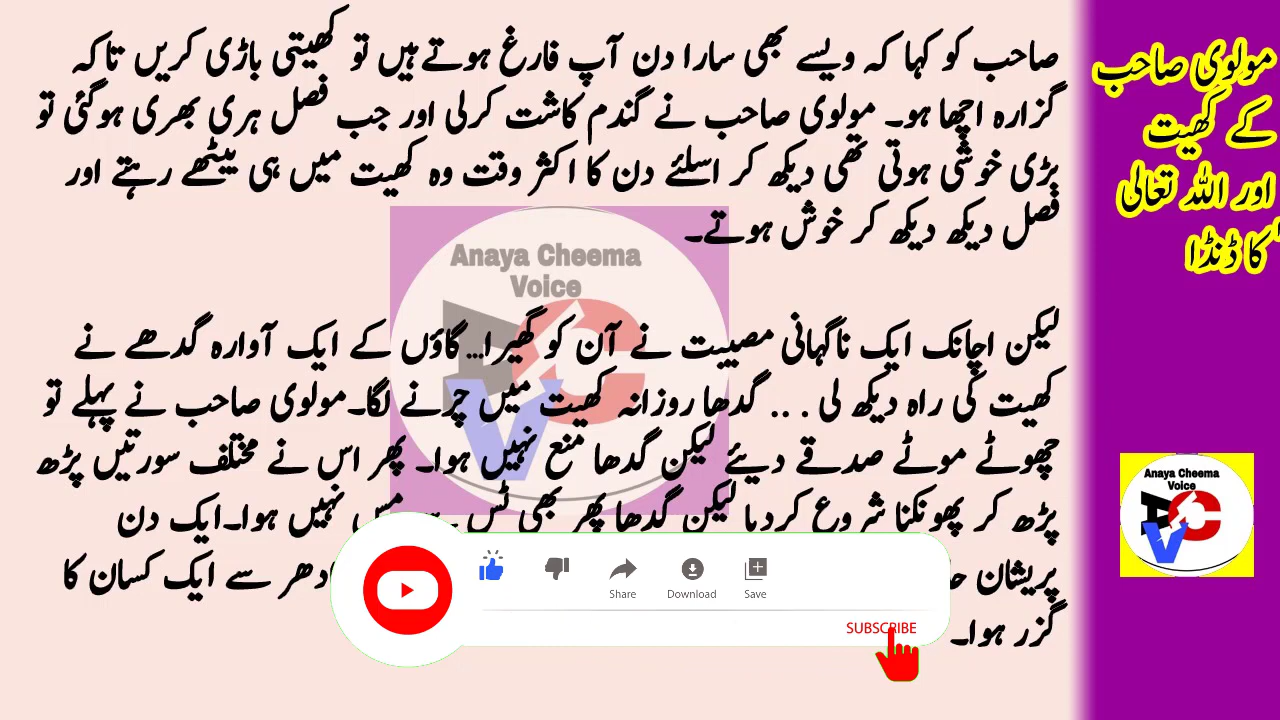 صاحب کو کہا کہ ویسے بھی سارا دن آپ فارغ ہوتے ہیں تو کھیتی باڑی کریں تاکہ
گزارہ اچھا ہو۔ مولوی صاحب نے گندم کاشت کرلی اور جب فصل ہری بھری ہوگئی تو
بڑی خوشی ہوتی تھی دیکھ کر اسلئے دن کا اکثر وقت وہ کھیت میں ہی بیٹھے رہتے اور
فصل دیکھ دیکھ کر خوش ہوتے۔
لیکن اچانک ایک ناگہانی مصیبت نے آن کو گھیرا...گاؤں کے ایک آوارہ گدھے نے
کھیت کی راہ دیکھ لی . . .. گدھا روزانہ کھیت میں چرنے لگا۔مولوی صاحب نے پہلے تو
چھوٹے موٹے صدقے دیئے لیکن گدھا منع نہیں ہوا۔ پھر اس نے مختلف سورتیں پڑھ
پڑھ کر پھونکنا شروع کردیا لیکن گدھا پھر بھی ٹس سے مس نہیں ہوا۔ایک دن
پریشان ادھر سے ایک کسان کا
گزر ہوا۔
مولوی صاحب
کے کھیت
اور اللہ تعالی
کا ڈنڈا
Anaya Cheema
Voice
Anaya Cheema
Voice
Share Download Save
SUBSCRIBE